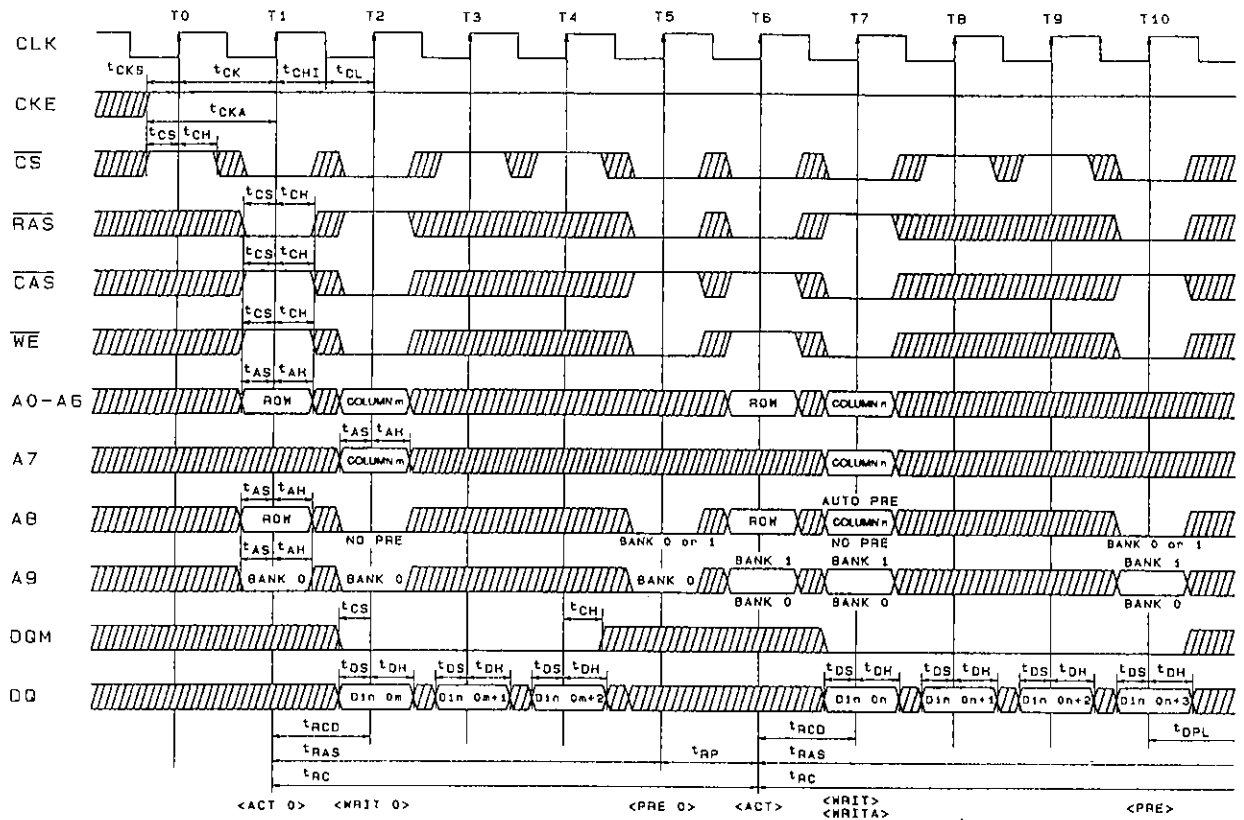 T0 T1 T2 T3 T4 T5 T6 T7 T8 T9 T10
CLK
tCKS tCK tCHI tCL
CKE
tCKA
tCS tCH
CS
tCS tCH
RAS
tCS tCH
CAS
tCS tCH
WE
tAS tAH
A0-A6 ROW COLUMN m ROW COLUMN n
tAS tAH
A7 COLUMN m COLUMN n
tAS tAH AUTO PRE
A8 ROW ROW COLUMN n
NO PRE BANK 0 or 1 NO PRE BANK 0 or 1
tAS tAH BANK 1 BANK 1 BANK 1
A9 BANK 0 BANK 0 BANK 0
BANK 0 BANK 0 BANK 0
tCS tCH
DQM
tDS tDH tDS tDH tDS tDH tDS tDH tDS tDH tDS tDH tDS tDH
DQ Din 0m Din 0m+1 Din 0m+2 Din 0n Din 0n+1 Din 0n+2 Din 0n+3
tRCD tRCD tDPL
tRAS tRP tRAS
tRC tRC
<ACT 0> <WRIT 0> <PRE 0> <ACT> <WRIT> <PRE>
<WRITA>